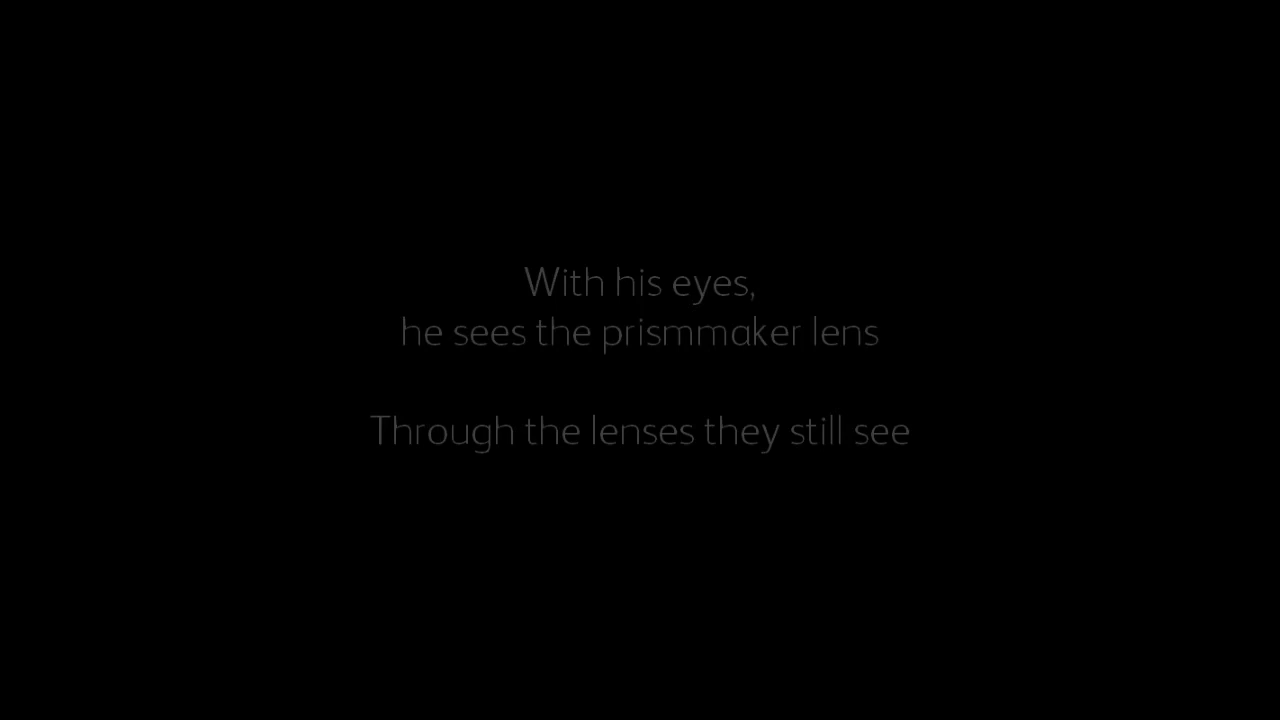 With his eyes,
he sees the prismmaker lens
Through the lenses they still see